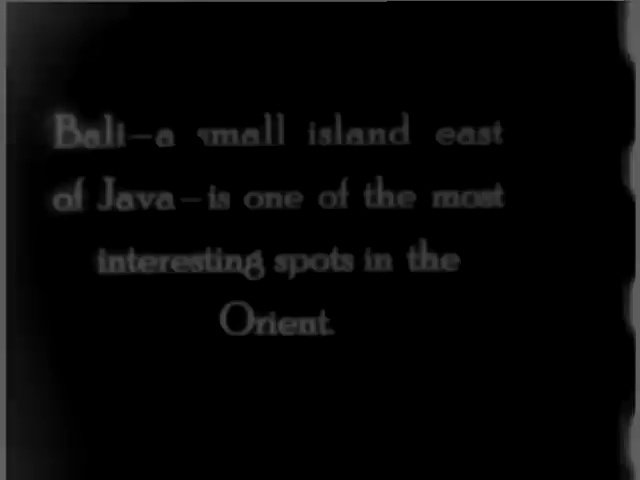 Bali—a small island east
of Java—is one of the most
interesting spots in the
Orient.